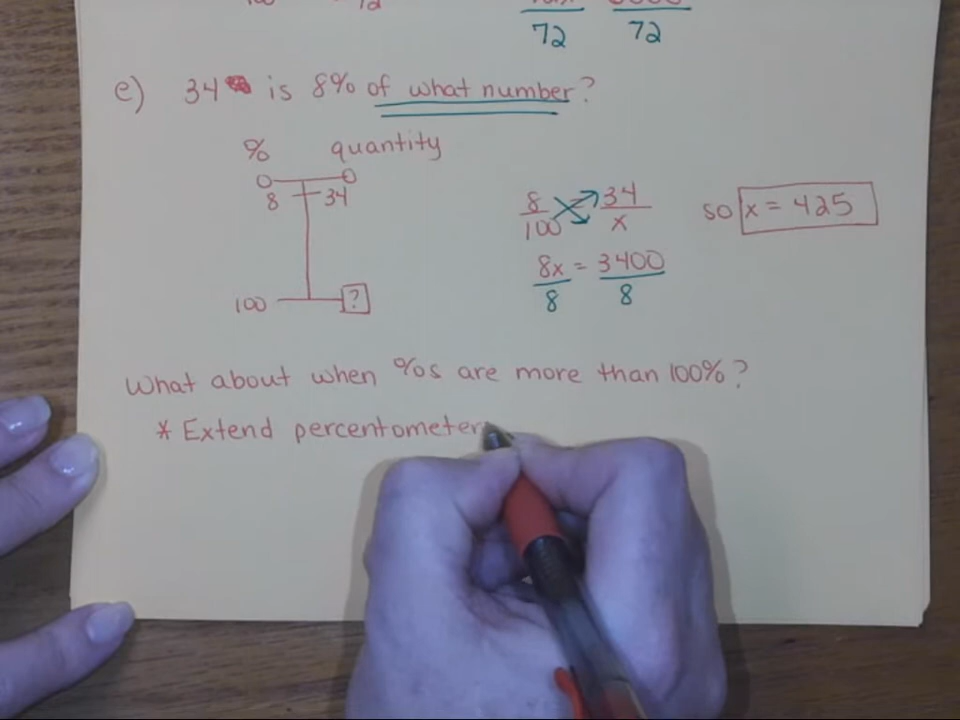 72 72
e) 34 is 8% of what number?
% quantity
0 0
8 34
100 ?
8/100 34/x
8x = 3400
8 8
so x = 425
What about when %s are more than 100%?
* Extend percentometer